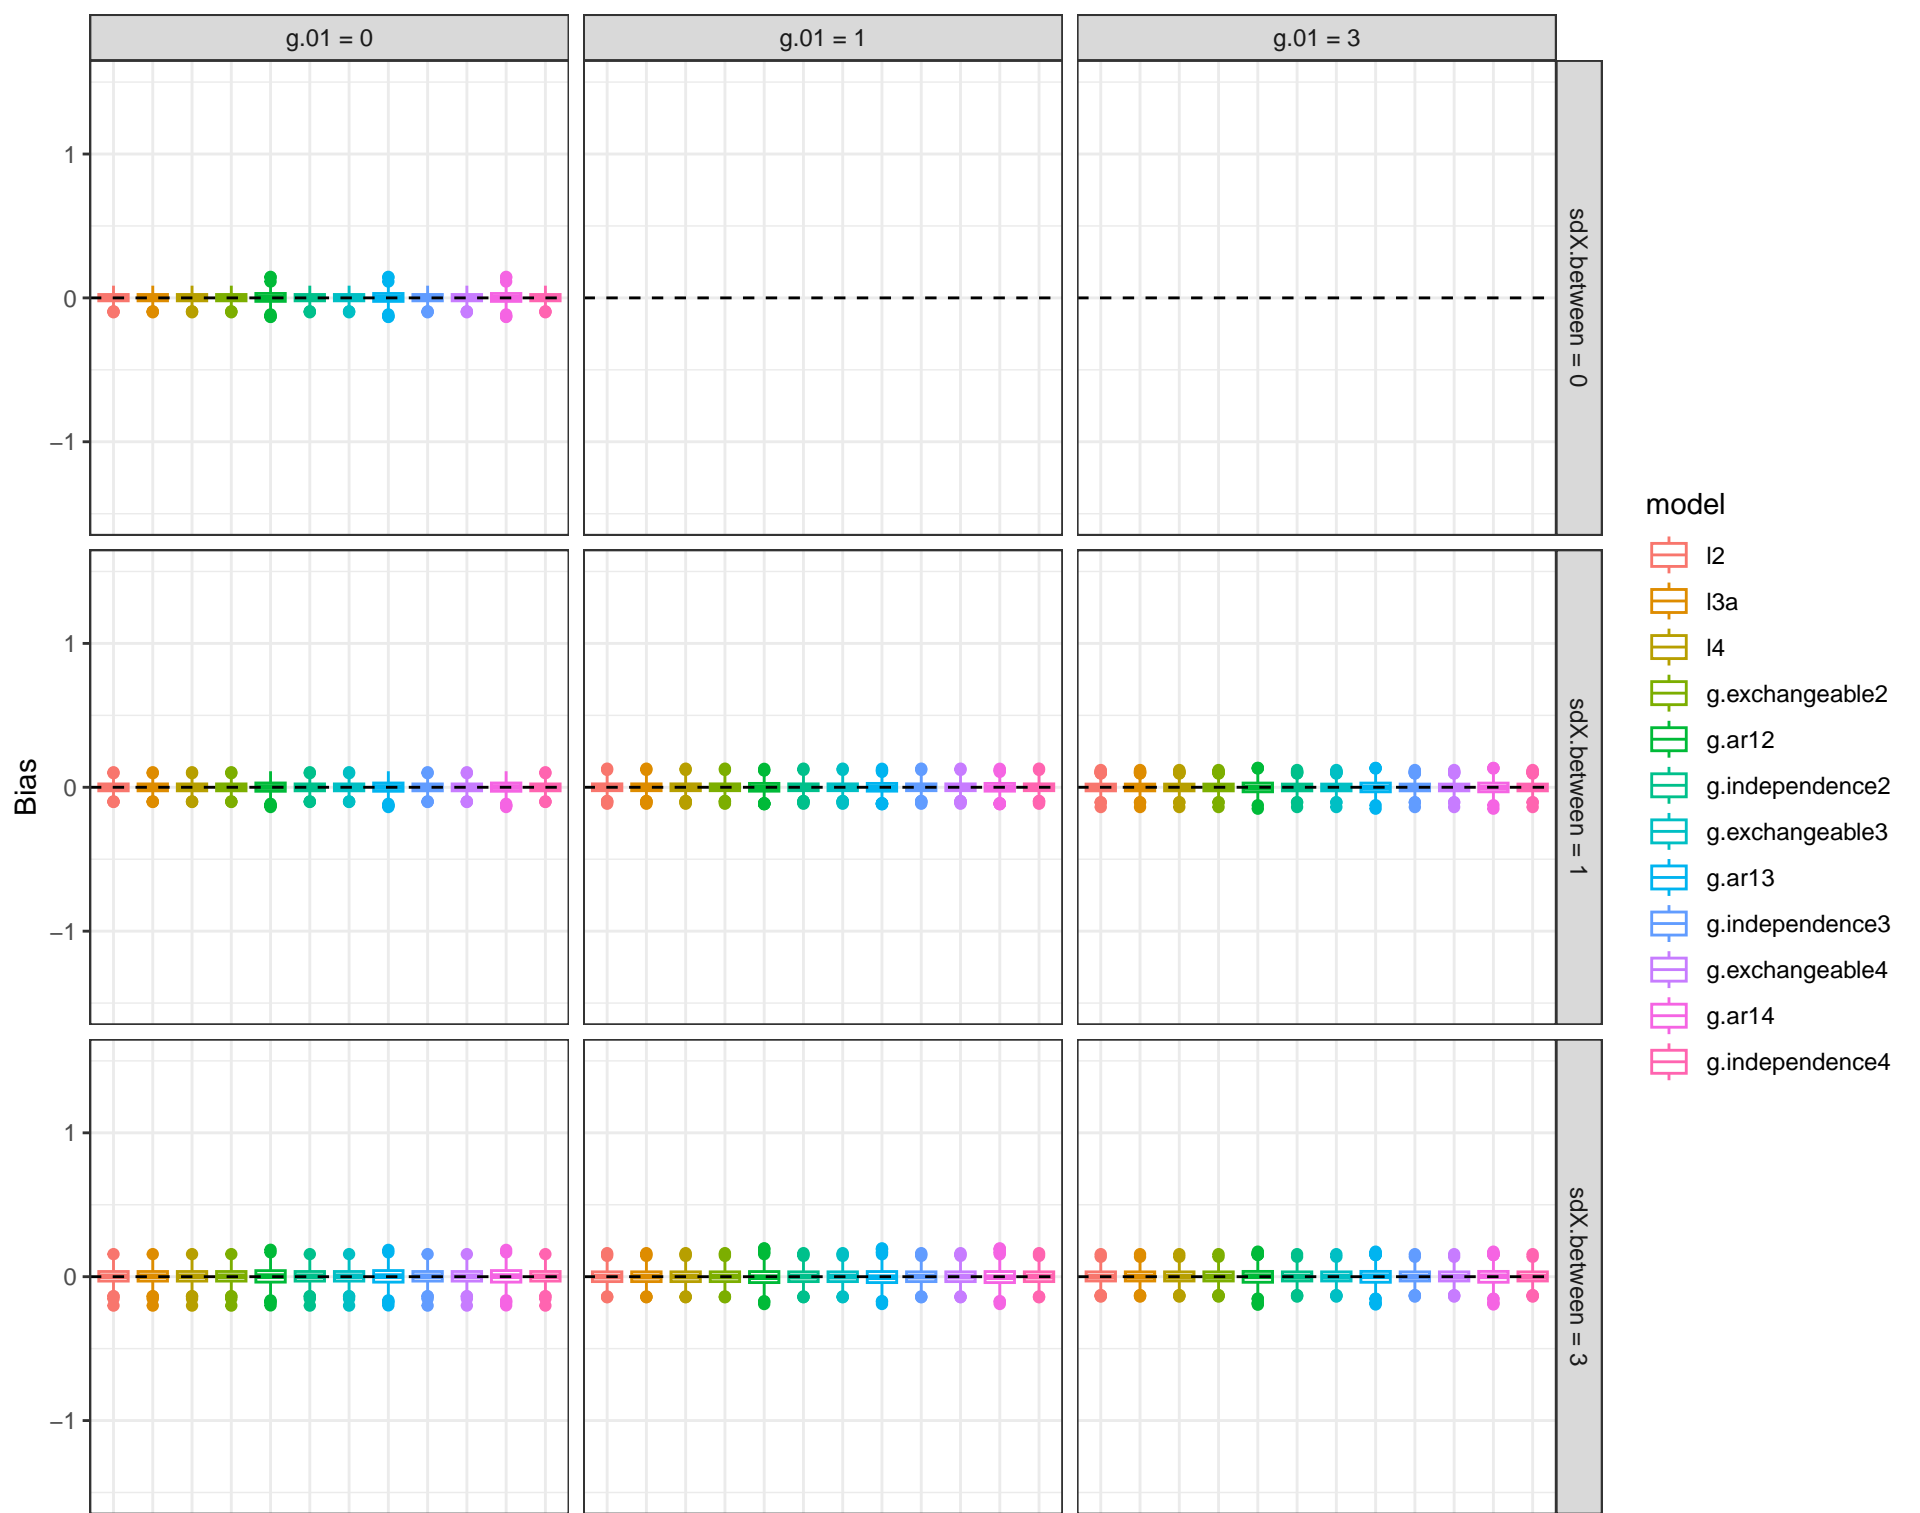 g.01 = 0
g.01 = 1
g.01 = 3
1
0
−1
sdX.between = 0
1
0
−1
sdX.between = 1
1
0
−1
sdX.between = 3
Bias
model
l2
l3a
l4
g.exchangeable2
g.ar12
g.independence2
g.exchangeable3
g.ar13
g.independence3
g.exchangeable4
g.ar14
g.independence4